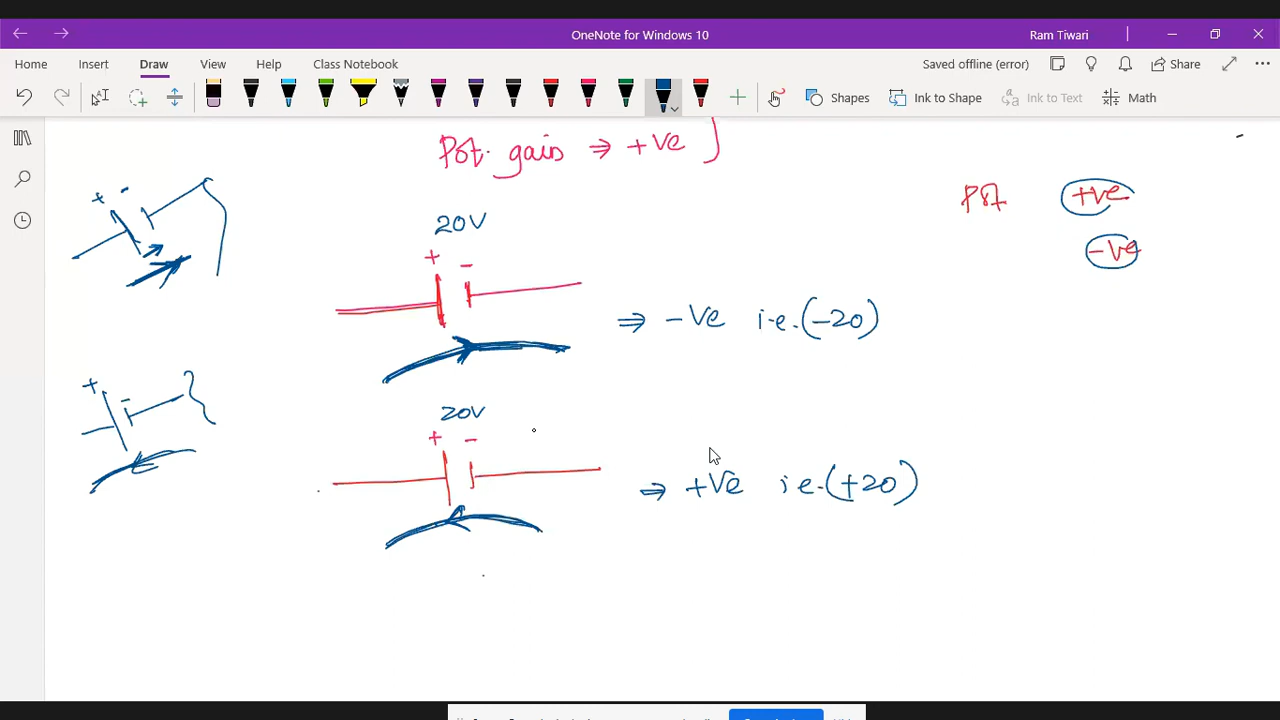 OneNote for Windows 10
Ram Tiwari
Home Insert Draw View Help Class Notebook
Saved offline (error)
Share
Shapes
Ink to Shape
Ink to Text
Math
Pot. gain ⇒ +ve }
Pot +ve
-ve
+ -
20V
+ -
⇒ -ve i.e. (-20)
+ -
20V
+ -
⇒ +ve i.e. (+20)